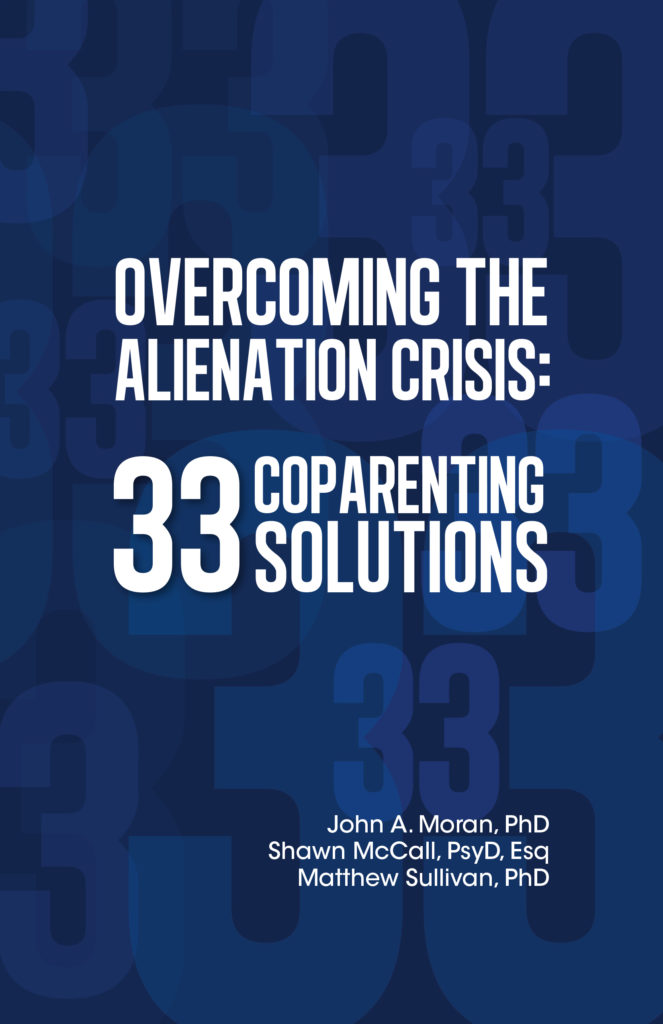 OVERCOMING THE
ALIENATION CRISIS:
33 COPARENTING
SOLUTIONS
John A. Moran, PhD
Shawn McCall, PsyD, Esq
Matthew Sullivan, PhD